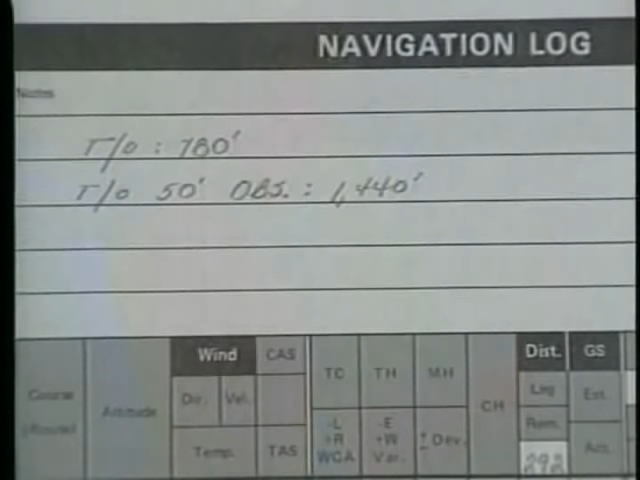 NAVIGATION LOG
Notes
T/O : 780'
T/O 50' OBS. : 1,440'
Course
(Route)
Altitude
Wind
Dir. Vel.
Temp.
CAS
TAS
TC
-L
+R
WCA
TH
-E
+W
Var.
MH
± Dev.
CH
Dist.
Leg
Rem.
292
GS
Est.
Act.